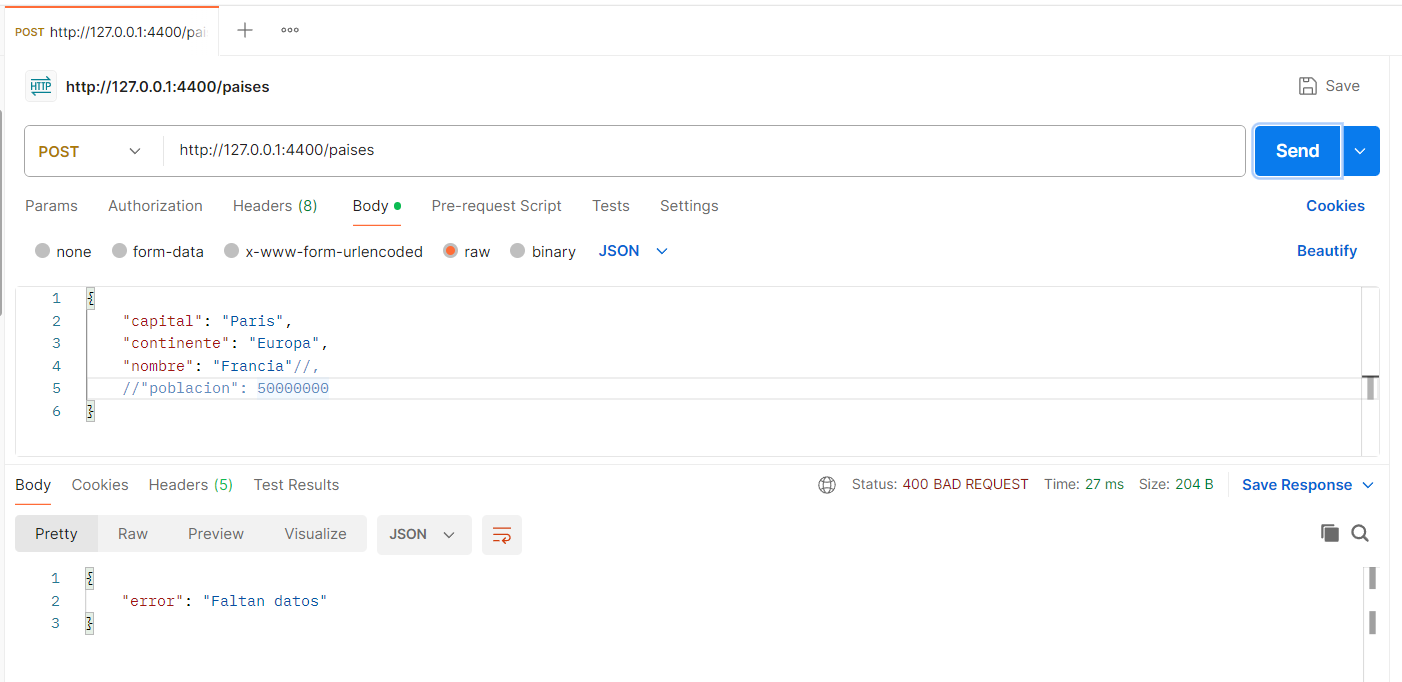 POST http://127.0.0.1:4400/pai
HTTP http://127.0.0.1:4400/paises
Save
POST http://127.0.0.1:4400/paises
Send
Params Authorization Headers (8) Body Pre-request Script Tests Settings Cookies
none form-data x-www-form-urlencoded raw binary JSON Beautify
1 {
2 "capital": "Paris",
3 "continente": "Europa",
4 "nombre": "Francia"//,
5 //"poblacion": 50000000
6 }
Body Cookies Headers (5) Test Results Status: 400 BAD REQUEST Time: 27 ms Size: 204 B Save Response
Pretty Raw Preview Visualize JSON
1 {
2 "error": "Faltan datos"
3 }